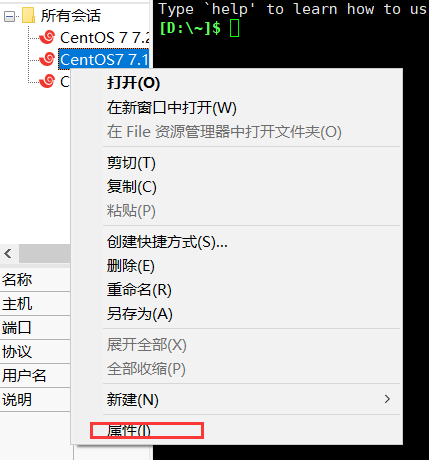 所有会话
CentOS 7 7.2
CentOS7 7.1
C
Type `help' to learn how to us
[D:\~]$
打开(O)
在新窗口中打开(W)
在 File 资源管理器中打开文件夹(O)
剪切(T)
复制(C)
粘贴(P)
创建快捷方式(S)...
删除(E)
重命名(R)
另存为(A)
展开全部(X)
全部收缩(P)
新建(N)
属性(I)
名称
主机
端口
协议
用户名
说明